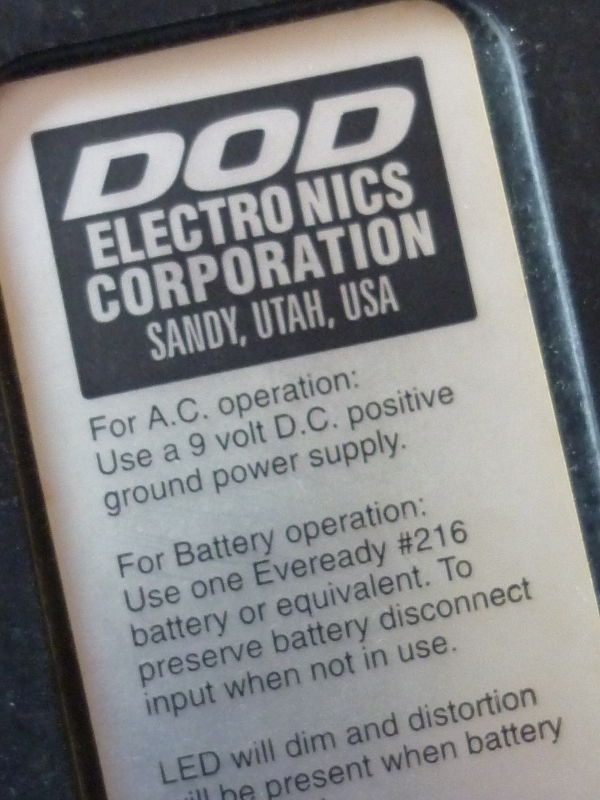 DOD
ELECTRONICS
CORPORATION
SANDY, UTAH, USA
For A.C. operation:
Use a 9 volt D.C. positive
ground power supply.
For Battery operation:
Use one Eveready #216
battery or equivalent. To
preserve battery disconnect
input when not in use.
LED will dim and distortion
will be present when battery